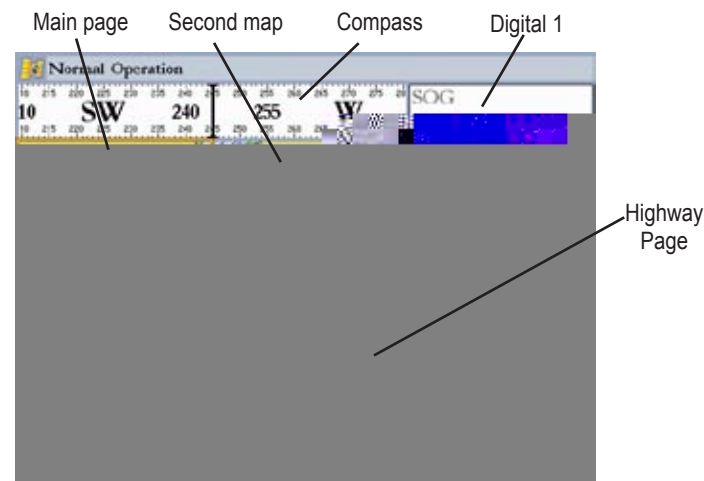 Main page Second map Compass Digital 1
Normal Operation
10 SW 240 255 W SOG
Highway
Page